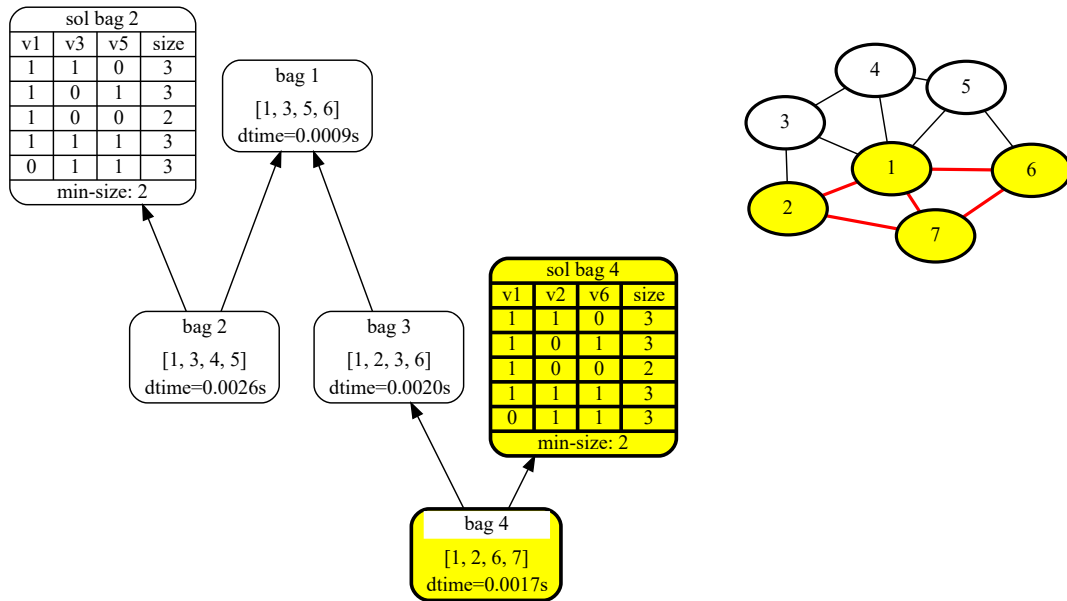 sol bag 2
v1 v3 v5 size
1 1 0 3
1 0 1 3
1 0 0 2
1 1 1 3
0 1 1 3
min-size: 2
bag 1
[1, 3, 5, 6]
dtime=0.0009s
4
5
3
1
6
2
7
bag 2
[1, 3, 4, 5]
dtime=0.0026s
bag 3
[1, 2, 3, 6]
dtime=0.0020s
sol bag 4
v1 v2 v6 size
1 1 0 3
1 0 1 3
1 0 0 2
1 1 1 3
0 1 1 3
min-size: 2
bag 4
[1, 2, 6, 7]
dtime=0.0017s